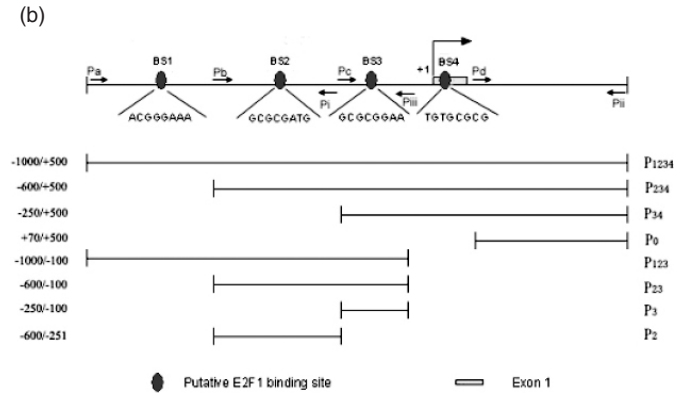 (b)
BS1 BS2 BS3 +1 BS4
Pa Pb Pc Pd
Pi Piii Pii
ACGGGAAA GCGCGATG GCGCGGAA TGTGCGCG
-1000/+500 P1234
-600/+500 P234
-250/+500 P34
+70/+500 P0
-1000/-100 P123
-600/-100 P23
-250/-100 P3
-600/-251 P2
Putative E2F1 binding site Exon 1